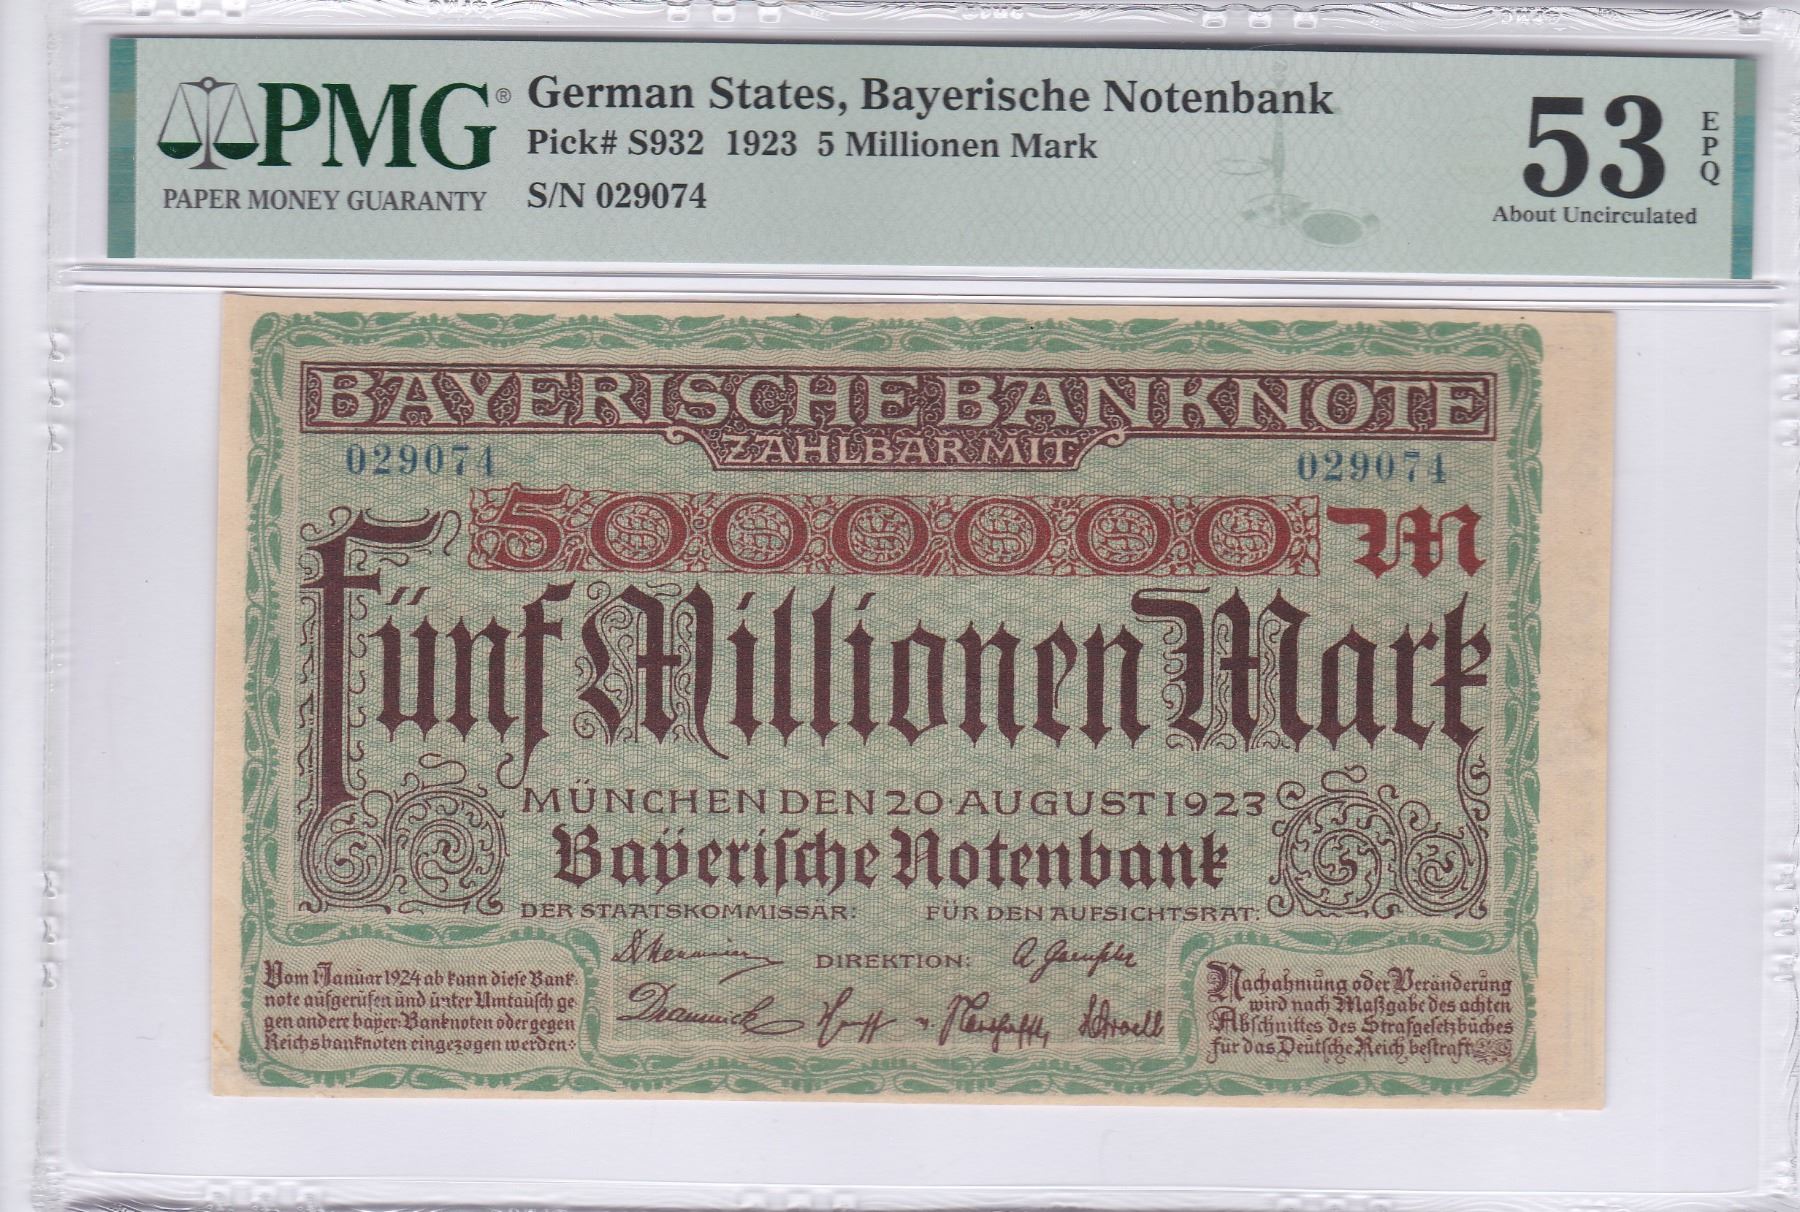 PMG®
PAPER MONEY GUARANTY
German States, Bayerische Notenbank
Pick# S932 1923 5 Millionen Mark
S/N 029074
53
EPQ
About Uncirculated
BAYERISCHE BANKNOTE
ZAHLBAR MIT
029074
029074
5000000 M
Fünf Millionen Mark
MÜNCHEN DEN 20·AUGUST 1923
Bayerische Notenbank
DER STAATSKOMMISSÄR: FÜR DEN AUFSICHTSRAT:
DIREKTION:
Vom 1 Januar 1924 ab kann diese Bank-
note aufgerufen und unter Umtausch ge-
gen andere bayer: Banknoten oder gegen
Reichsbanknoten eingezogen werden:
Nachahmung oder Veränderung
wird nach Maßgabe des achten
Abschnittes des Strafgesetzbuches
für das Deutsche Reich bestraft